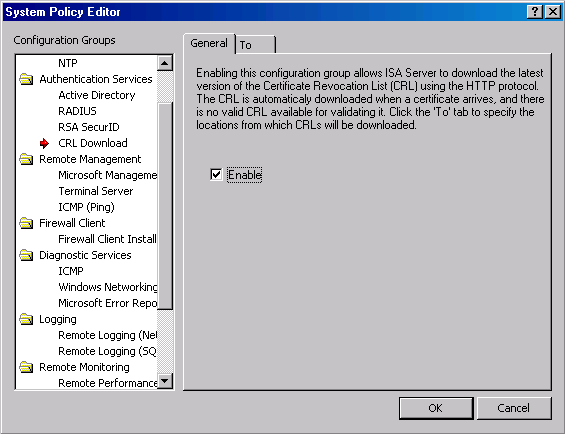 System Policy Editor
Configuration Groups
NTP
Authentication Services
Active Directory
RADIUS
RSA SecurID
CRL Download
Remote Management
Microsoft Manageme
Terminal Server
ICMP (Ping)
Firewall Client
Firewall Client Install
Diagnostic Services
ICMP
Windows Networking
Microsoft Error Repo
Logging
Remote Logging (Net
Remote Logging (SQ
Remote Monitoring
Remote Performance
General
To
Enabling this configuration group allows ISA Server to download the latest
version of the Certificate Revocation List (CRL) using the HTTP protocol.
The CRL is automaticaly downloaded when a certificate arrives, and there
is no valid CRL available for validating it. Click the 'To' tab to specify the
locations from which CRLs will be downloaded.
Enable
OK
Cancel